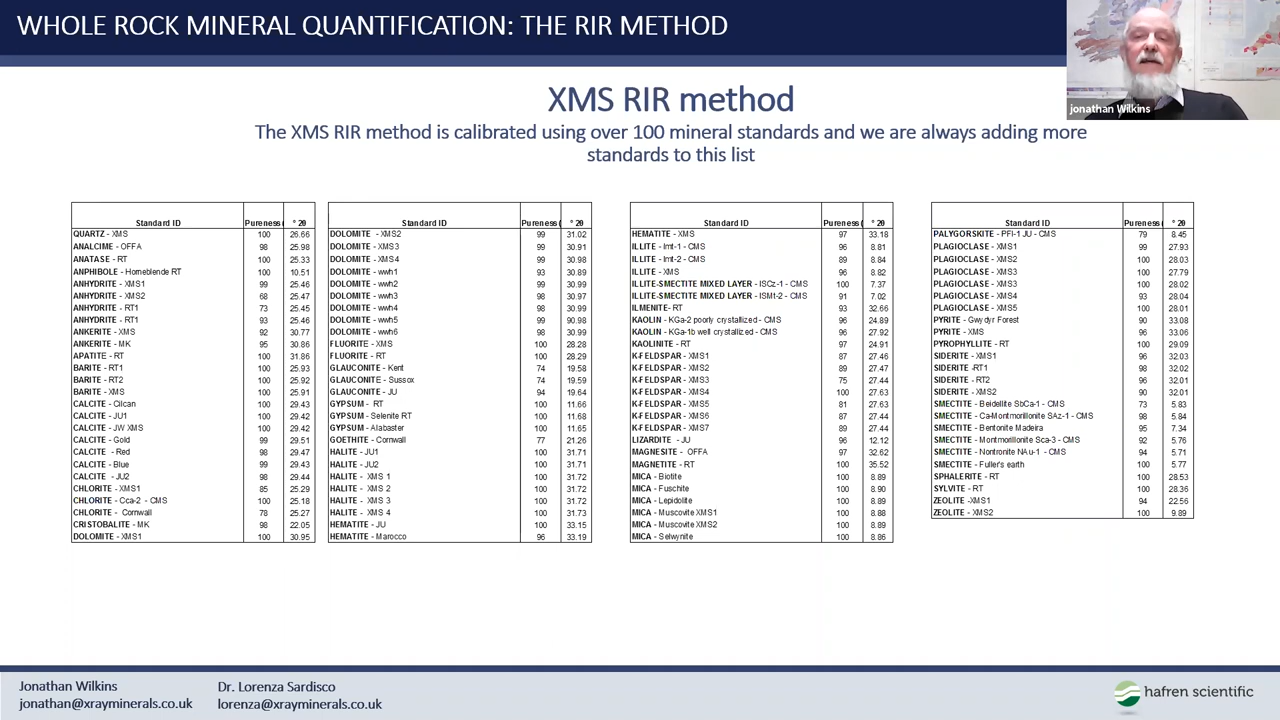 WHOLE ROCK MINERAL QUANTIFICATION: THE RIR METHOD
jonathan Wilkins
XMS RIR method
The XMS RIR method is calibrated using over 100 mineral standards and we are always adding more
standards to this list
Standard ID Pureness( ° 2θ
QUARTZ - XMS 100 26.66
ANALCIME - OFFA 98 25.98
ANATASE - RT 100 25.33
ANPHIBOLE - Homeblende RT 100 10.51
ANHYDRITE - XMS1 99 25.46
ANHYDRITE - XMS2 68 25.47
ANHYDRITE - RT1 73 25.45
ANHYDRITE - RT1 93 25.46
ANKERITE - XMS 92 30.77
ANKERITE - MK 95 30.86
APATITE - RT 100 31.86
BARITE - RT1 100 25.93
BARITE - RT2 100 25.92
BARITE - XMS 100 25.91
CALCITE - Cilcan 100 29.43
CALCITE - JU1 100 29.42
CALCITE - JW XMS 100 29.42
CALCITE - Gold 99 29.51
CALCITE - Red 98 29.47
CALCITE - Blue 99 29.43
CALCITE - JU2 98 29.44
CHLORITE - XMS1 85 25.29
CHLORITE - Cca-2 - CMS 100 25.18
CHLORITE - Cornwall 78 25.27
CRISTOBALITE - MK 98 22.05
DOLOMITE - XMS1 100 30.95
Standard ID Pureness( ° 2θ
DOLOMITE - XMS2 99 31.02
DOLOMITE - XMS3 99 30.91
DOLOMITE - XMS4 99 30.98
DOLOMITE - wwh1 93 30.89
DOLOMITE - wwh2 99 30.99
DOLOMITE - wwh3 98 30.97
DOLOMITE - wwh4 98 30.99
DOLOMITE - wwh5 99 90.98
DOLOMITE - wwh6 98 30.99
FLUORITE - XMS 100 28.28
FLUORITE - RT 100 28.29
GLAUCONITE - Kent 74 19.58
GLAUCONITE - Sussox 74 19.59
GLAUCONITE - JU 94 19.64
GYPSUM - RT 100 11.66
GYPSUM - Selenite RT 100 11.68
GYPSUM - Alabaster 100 11.65
GOETHITE - Cornwall 77 21.26
HALITE - JU1 100 31.71
HALITE - JU2 100 31.71
HALITE - XMS 1 100 31.72
HALITE - XMS 2 100 31.72
HALITE - XMS 3 100 31.72
HALITE - XMS 4 100 31.73
HEMATITE - JU 100 33.15
HEMATITE - Marocco 96 33.19
Standard ID Pureness( ° 2θ
HEMATITE - XMS 97 33.18
ILLITE - Imt-1 - CMS 96 8.81
ILLITE - Imt-2 - CMS 89 8.84
ILLITE - XMS 96 8.82
ILLITE-SMECTITE MIXED LAYER - ISCz-1 - CMS 100 7.37
ILLITE-SMECTITE MIXED LAYER - ISMt-2 - CMS 91 7.02
ILMENITE- RT 93 32.66
KAOLIN - KGa-2 poorly crystallized - CMS 96 24.89
KAOLIN - KGa-1b well crystallized - CMS 96 27.92
KAOLINITE - RT 97 24.91
K-FELDSPAR - XMS1 87 27.46
K-FELDSPAR - XMS2 89 27.47
K-FELDSPAR - XMS3 75 27.44
K-FELDSPAR - XMS4 100 27.63
K-FELDSPAR - XMS5 81 27.63
K-FELDSPAR - XMS6 87 27.44
K-FELDSPAR - XMS7 89 27.44
LIZARDITE - JU 96 12.12
MAGNESITE - OFFA 97 32.62
MAGNETITE - RT 100 35.52
MICA - Biotite 100 8.89
MICA - Fuschite 100 8.90
MICA - Lepidolite 100 8.89
MICA - Muscovite XMS1 100 8.88
MICA - Muscovite XMS2 100 8.89
MICA - Selwynite 100 8.86
Standard ID Pureness( ° 2θ
PALYGORSKITE - PFI-1 JU - CMS 79 8.45
PLAGIOCLASE - XMS1 99 27.93
PLAGIOCLASE - XMS2 100 28.03
PLAGIOCLASE - XMS3 100 27.79
PLAGIOCLASE - XMS3 100 28.02
PLAGIOCLASE - XMS4 93 28.04
PLAGIOCLASE - XMS5 100 28.01
PYRITE - Gwydyr Forest 90 33.08
PYRITE - XMS 96 33.06
PYROPHYLLITE - RT 100 29.09
SIDERITE - XMS1 96 32.03
SIDERITE -RT1 98 32.02
SIDERITE - RT2 96 32.01
SIDERITE - XMS2 90 32.01
SMECTITE - Beidellite SbCa-1 - CMS 73 5.83
SMECTITE - Ca-Montmorillonite SAz-1 - CMS 98 5.84
SMECTITE - Bentonite Madeira 95 7.34
SMECTITE - Montmorillonite Sca-3 - CMS 92 5.76
SMECTITE - Nontronite NAu-1 - CMS 94 5.71
SMECTITE - Fuller's earth 100 5.77
SPHALERITE - RT 100 28.53
SYLVITE - RT 100 28.36
ZEOLITE -XMS1 94 22.56
ZEOLITE - XMS2 100 9.89
Jonathan Wilkins
jonathan@xrayminerals.co.uk
Dr. Lorenza Sardisco
lorenza@xrayminerals.co.uk
hafren scientific